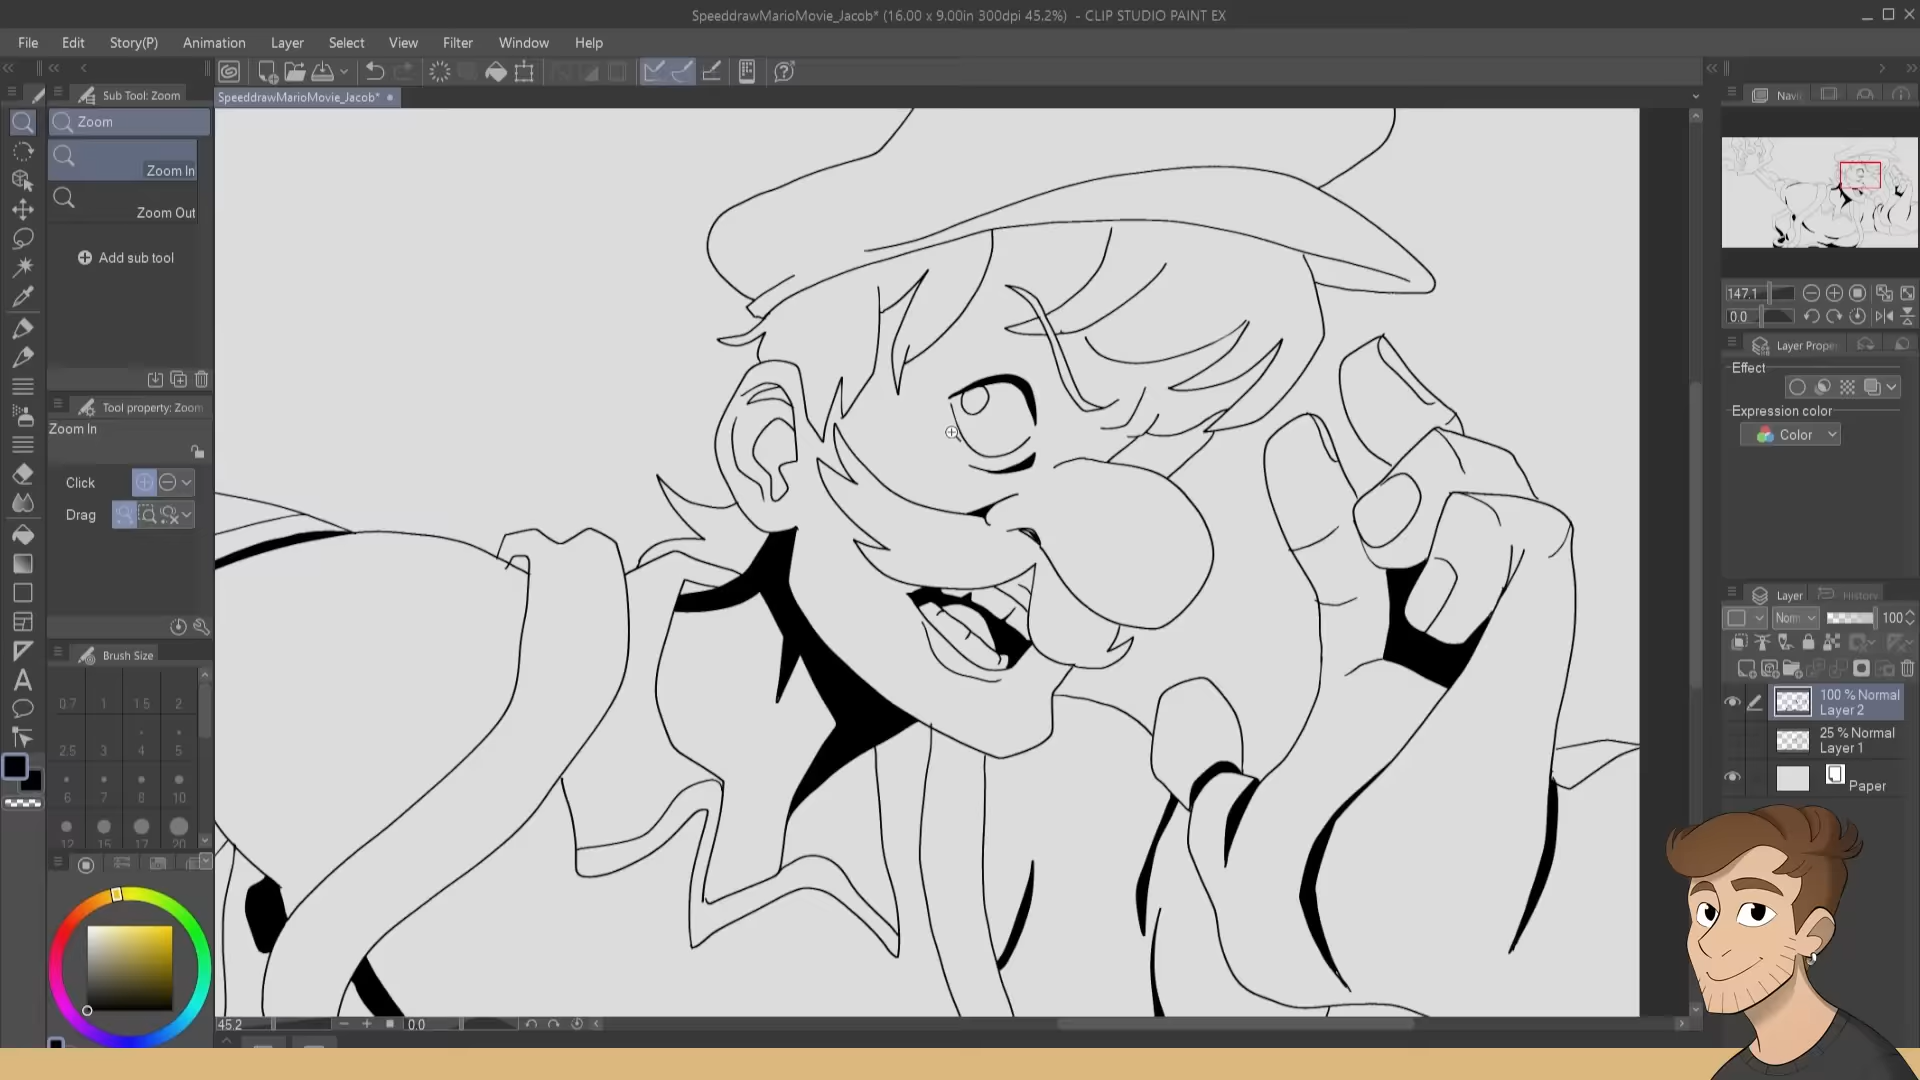 SpeeddrawMarioMovie_Jacob* (16.00 x 9.00in 300dpi 45.2%) - CLIP STUDIO PAINT EX
File Edit Story(P) Animation Layer Select View Filter Window Help
Sub Tool: Zoom
SpeeddrawMarioMovie_Jacob*
Navi
Zoom
Zoom In
Zoom Out
Add sub tool
147.1
0.0
Layer Prope
Effect
Expression color
Color
Tool property: Zoom
Zoom In
Click
Drag
Layer
History
Norm
100
Brush Size
0.7 1 1.5 2
2.5 3 4 5
6 7 8 10
12 15 17 20
100 % Normal
Layer 2
25 % Normal
Layer 1
Paper
45.2
0.0